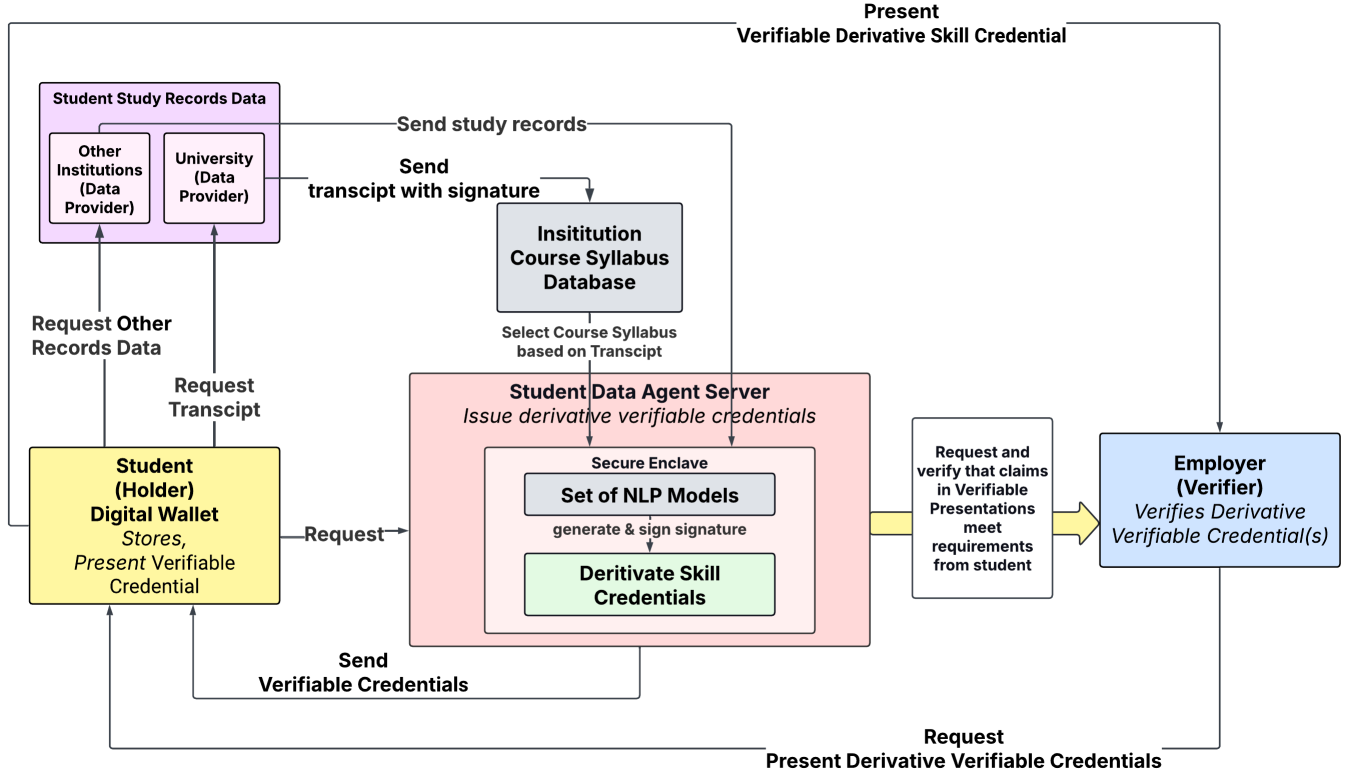 Present
Verifiable Derivative Skill Credential
Student Study Records Data
Other
Institutions
(Data
Provider)
University
(Data
Provider)
Send study records
Send
transcipt with signature
Insititution
Course Syllabus
Database
Request Other
Records Data
Request
Transcipt
Select Course Syllabus
based on Transcipt
Student Data Agent Server
Issue derivative verifiable credentials
Secure Enclave
Set of NLP Models
generate & sign signature
Deritivate Skill
Credentials
Student
(Holder)
Digital Wallet
Stores,
Present Verifiable
Credential
Request
Request and
verify that claims
in Verifiable
Presentations
meet
requirements
from student
Employer
(Verifier)
Verifies Derivative
Verifiable Credential(s)
Send
Verifiable Credentials
Request
Present Derivative Verifiable Credentials